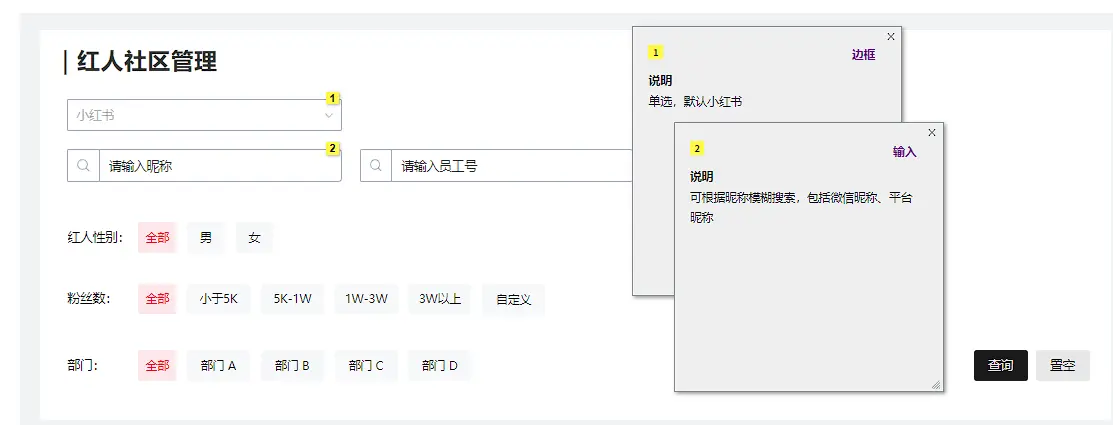 红人社区管理
小红书
1
请输入昵称
2
请输入员工号
红人性别：
全部
男
女
粉丝数：
全部
小于5K
5K-1W
1W-3W
3W以上
自定义
部门：
全部
部门 A
部门 B
部门 C
部门 D
查询
置空
1
X
边框
说明
单选，默认小红书
2
X
输入
说明
可根据昵称模糊搜索，包括微信昵称、平台
昵称